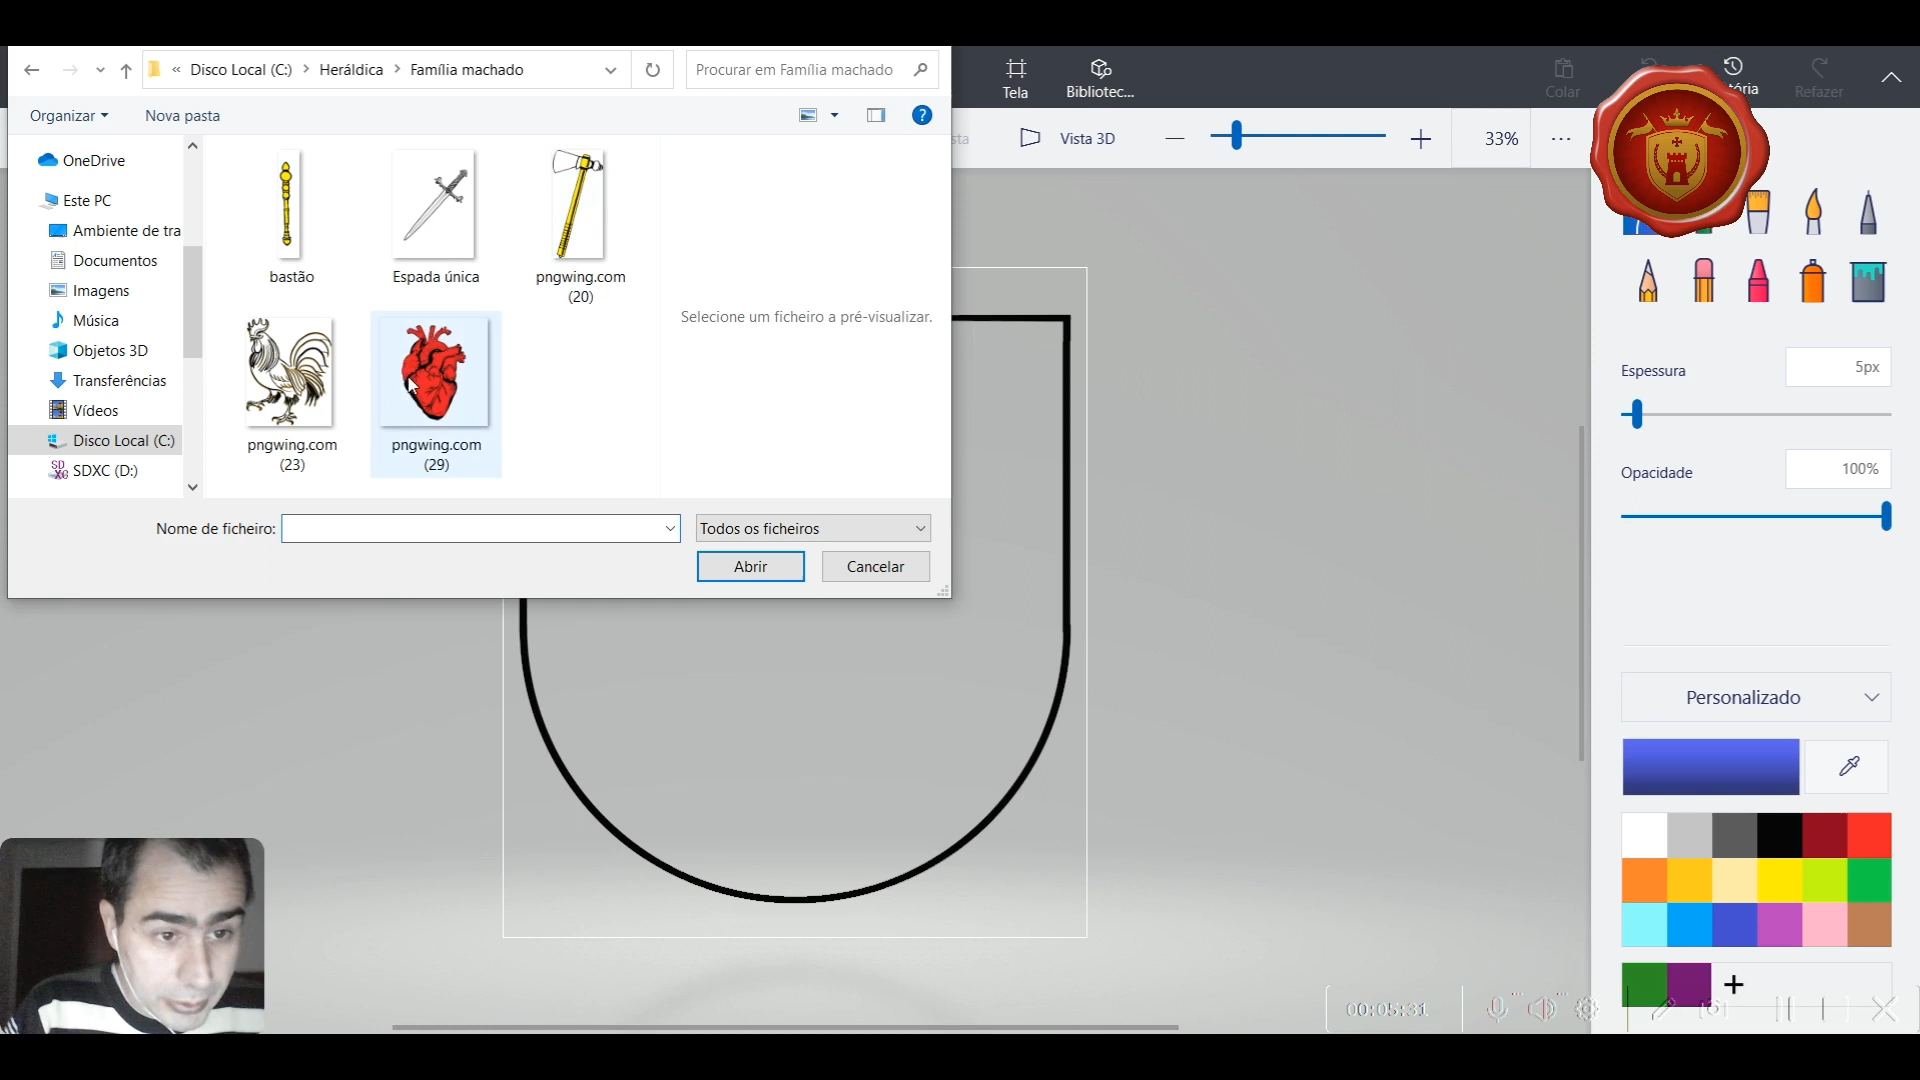 « Disco Local (C:) > Heráldica > Família machado
Procurar em Família machado
Tela
Bibliotec...
Colar
tória
Refazer
Organizar
Nova pasta
sta
Vista 3D
33%
OneDrive
Este PC
Ambiente de tra
Documentos
Imagens
Música
Objetos 3D
Transferências
Vídeos
Disco Local (C:)
SDXC (D:)
bastão
Espada única
pngwing.com
(20)
pngwing.com
(23)
pngwing.com
(29)
Selecione um ficheiro a pré-visualizar.
Nome de ficheiro:
Todos os ficheiros
Abrir
Cancelar
Espessura
5px
Opacidade
100%
Personalizado
00:05:31